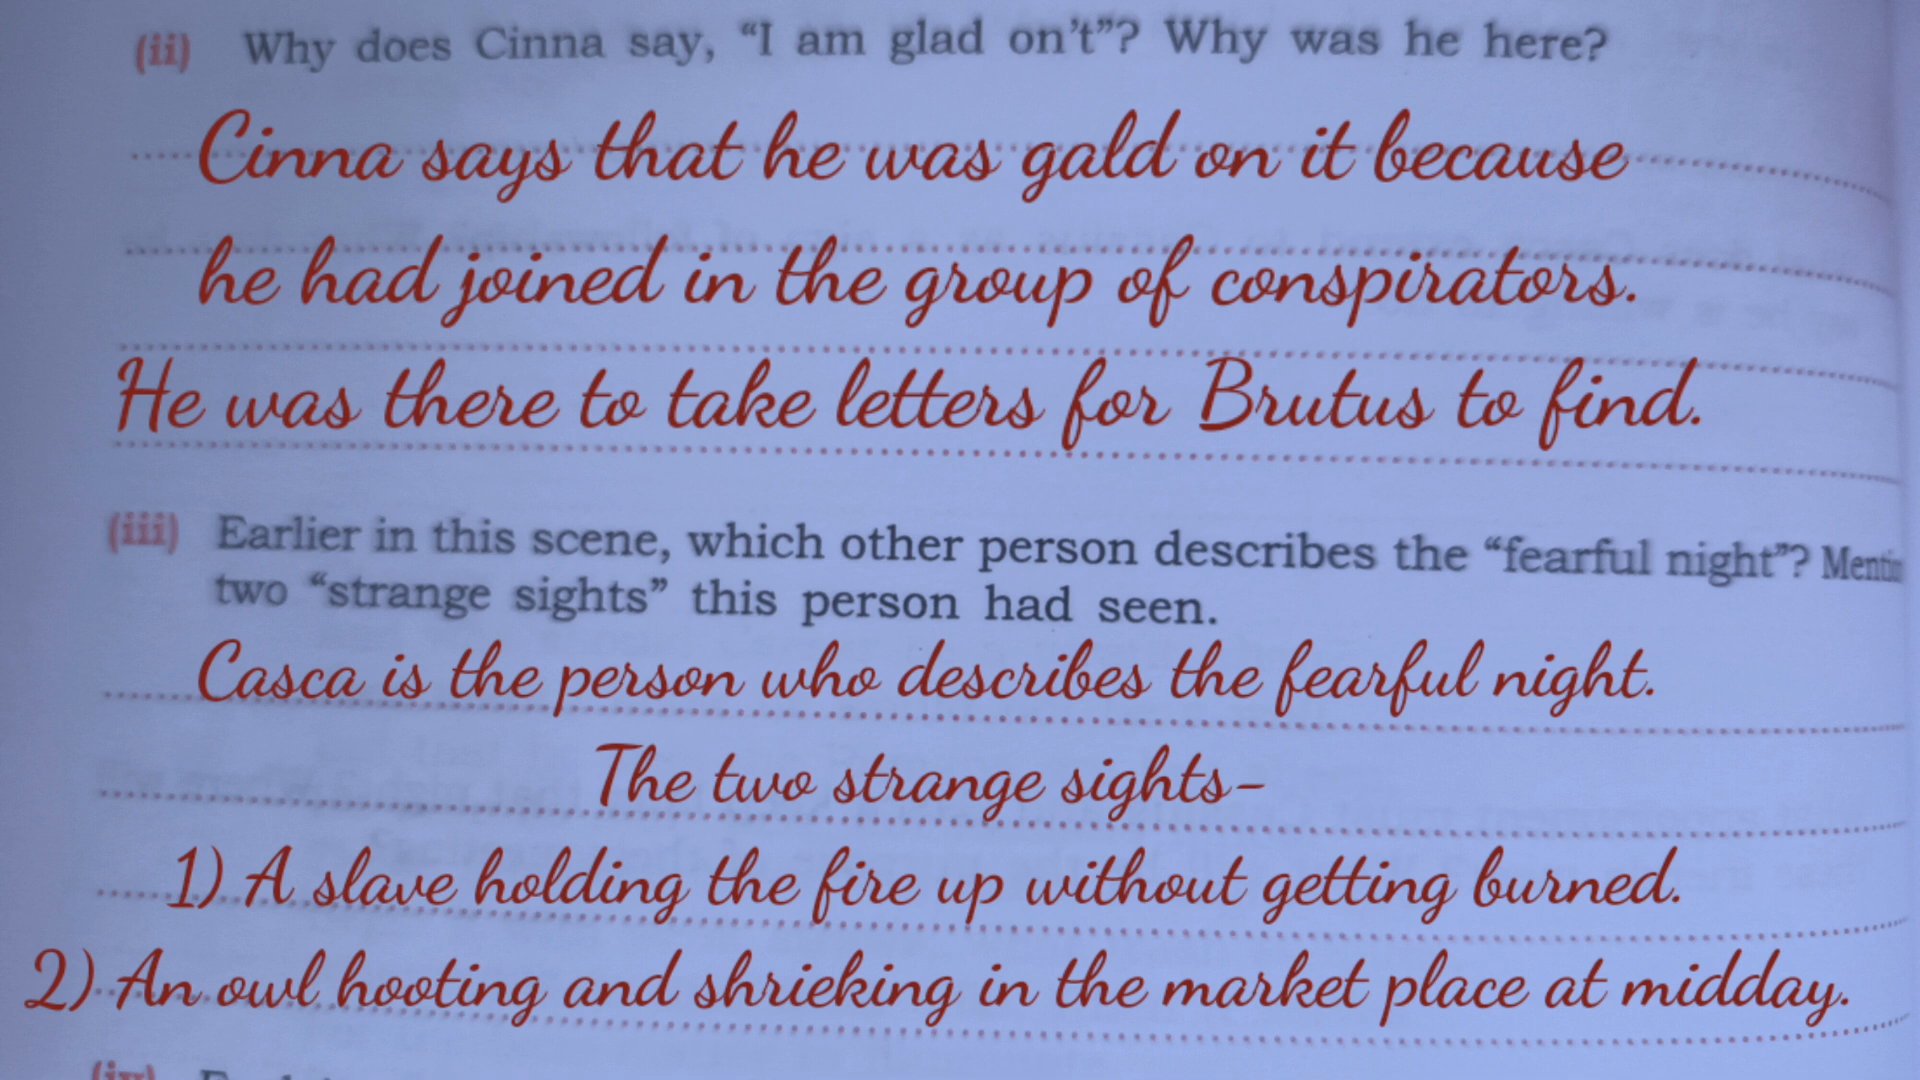 (ii) Why does Cinna say, “I am glad on’t”? Why was he here?
Cinna says that he was gald on it because
he had joined in the group of conspirators.
He was there to take letters for Brutus to find.
(iii) Earlier in this scene, which other person describes the “fearful night”? Mention
two “strange sights” this person had seen.
Casca is the person who describes the fearful night.
The two strange sights-
1) A slave holding the fire up without getting burned.
2) An owl hooting and shrieking in the market place at midday.
(iv)